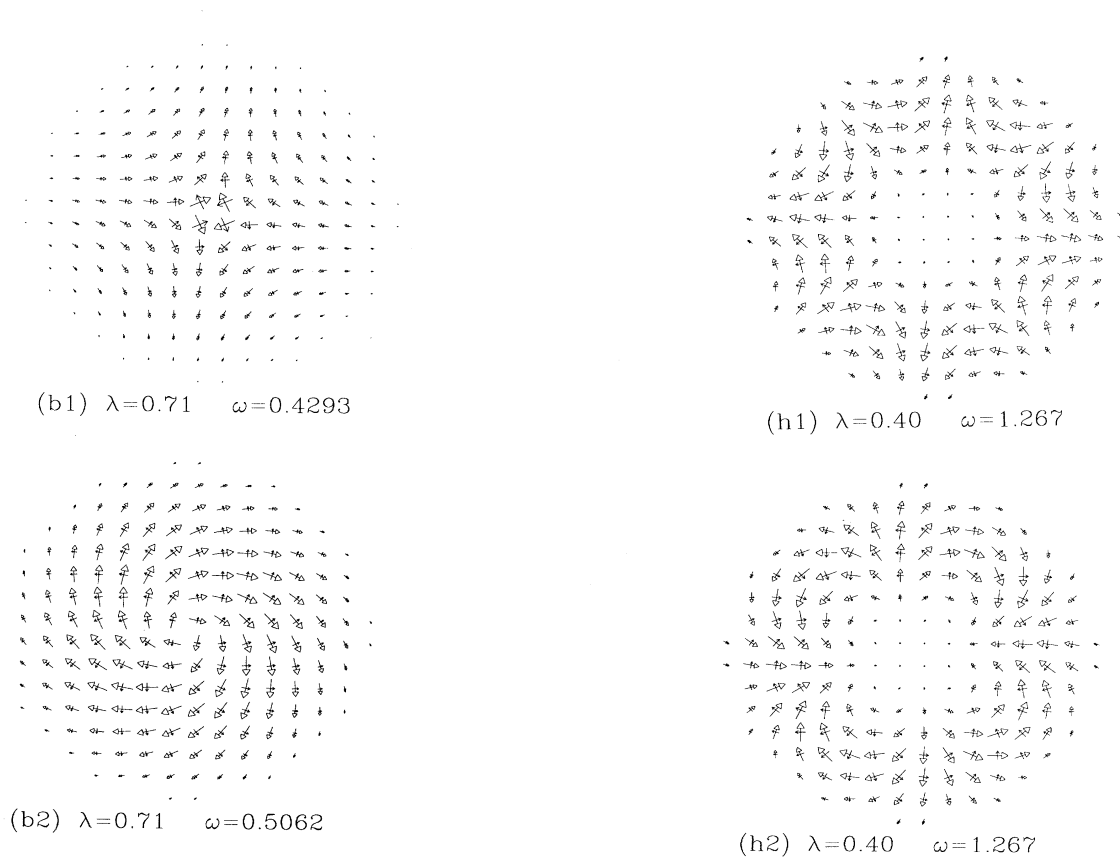 (b1) λ=0.71 ω=0.4293
(h1) λ=0.40 ω=1.267
(b2) λ=0.71 ω=0.5062
(h2) λ=0.40 ω=1.267